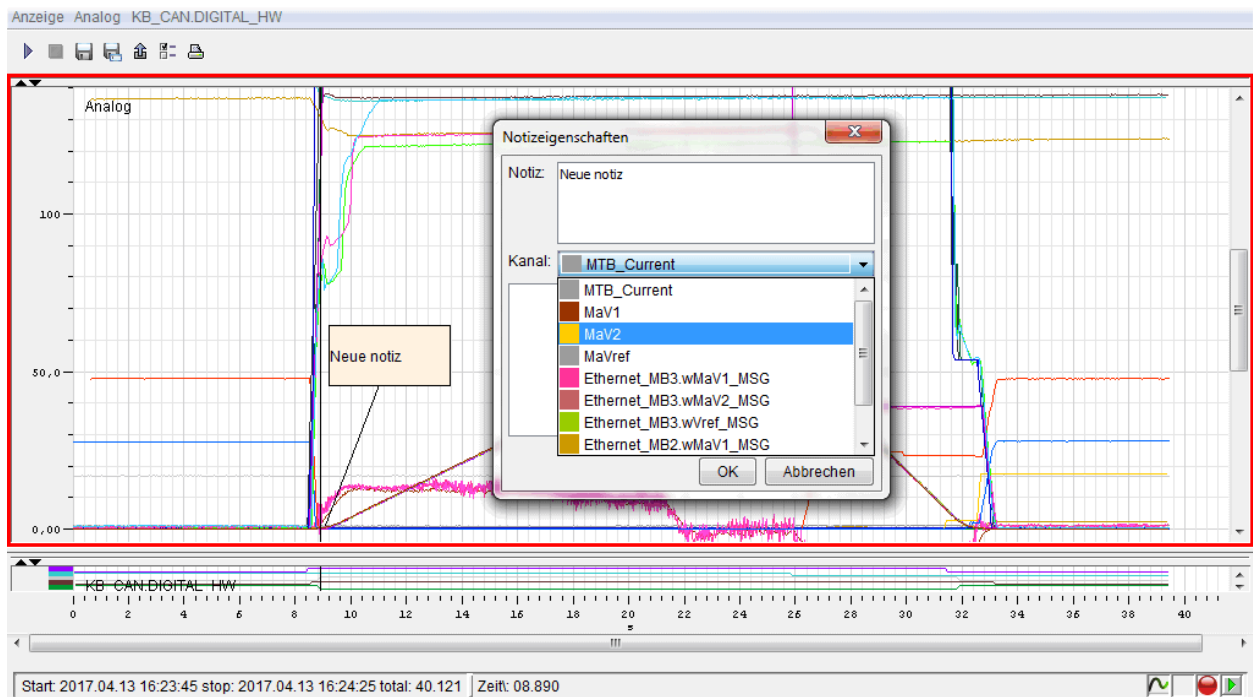 Anzeige Analog KB_CAN.DIGITAL_HW
Analog
100
50,0
0,00
Neue notiz
Notizeigenschaften
Notiz:
Neue notiz
Kanal:
MTB_Current
MTB_Current
MaV1
MaV2
MaVref
Ethernet_MB3.wMaV1_MSG
Ethernet_MB3.wMaV2_MSG
Ethernet_MB3.wVref_MSG
Ethernet_MB2.wMaV1_MSG
OK Abbrechen
KB_CAN.DIGITAL_HW
0 2 4 6 8 10 12 14 16 18 20 22 24 26 28 30 32 34 36 38 40
s
Start: 2017.04.13 16:23:45 stop: 2017.04.13 16:24:25 total: 40.121 Zeit\: 08.890